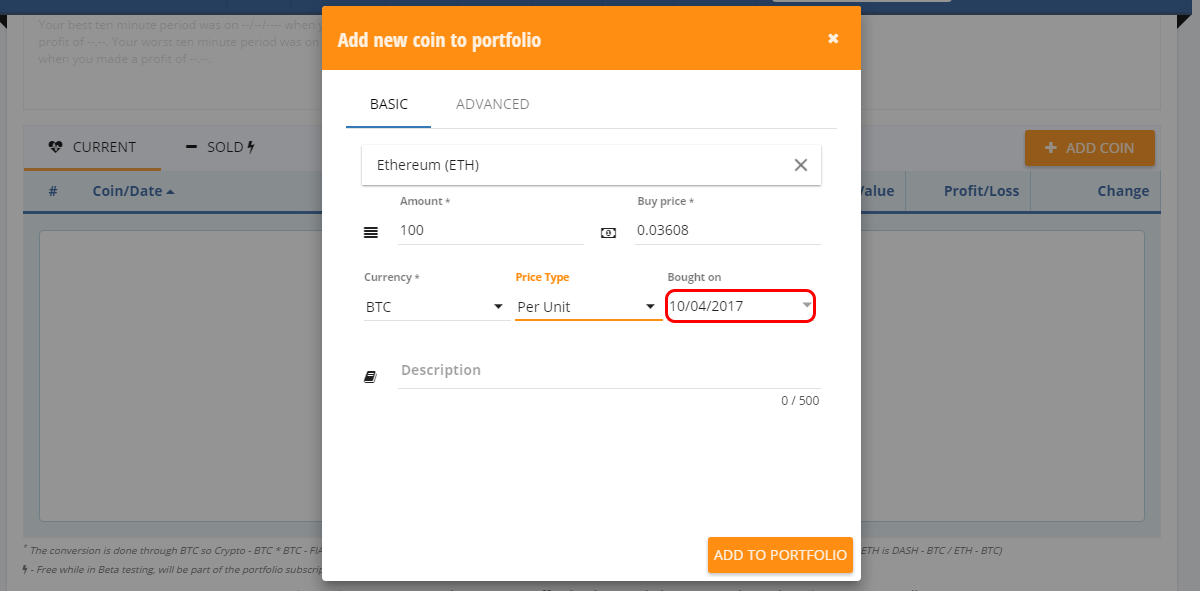 Your best ten minute period was on --/--/---- when y
profit of --.--. Your worst ten minute period was on
when you made a profit of --.--.
Add new coin to portfolio
BASIC ADVANCED
CURRENT SOLD
ADD COIN
# Coin/Date Value Profit/Loss Change
Ethereum (ETH)
Amount * Buy price *
100 0.03608
Currency * Price Type Bought on
BTC Per Unit 10/04/2017
Description
0 / 500
ADD TO PORTFOLIO
* The conversion is done through BTC so Crypto - BTC * BTC - FIA ETH is DASH - BTC / ETH - BTC)
- Free while in Beta testing, will be part of the portfolio subscrip